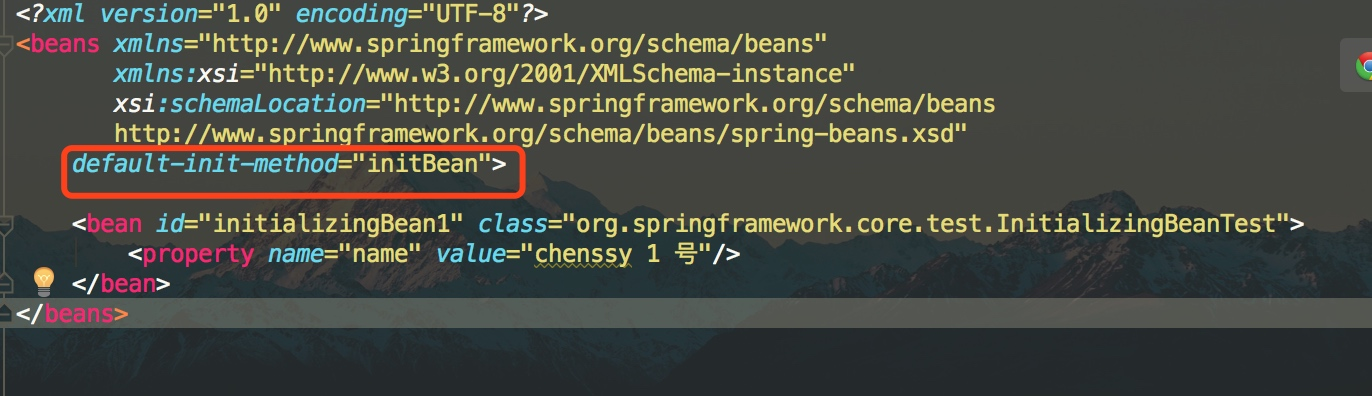 <?xml version="1.0" encoding="UTF-8"?>
<beans xmlns="http://www.springframework.org/schema/beans"
xmlns:xsi="http://www.w3.org/2001/XMLSchema-instance"
xsi:schemaLocation="http://www.springframework.org/schema/beans
http://www.springframework.org/schema/beans/spring-beans.xsd"
default-init-method="initBean">
<bean id="initializingBean1" class="org.springframework.core.test.InitializingBeanTest">
<property name="name" value="chenssy 1 号"/>
</bean>
</beans>